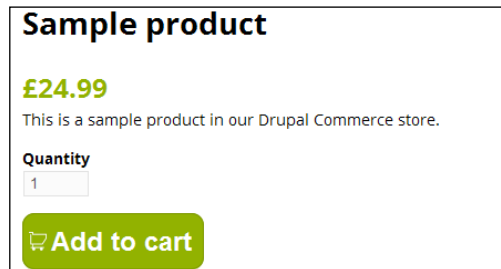 Sample product
£24.99
This is a sample product in our Drupal Commerce store.
Quantity
1
Add to cart